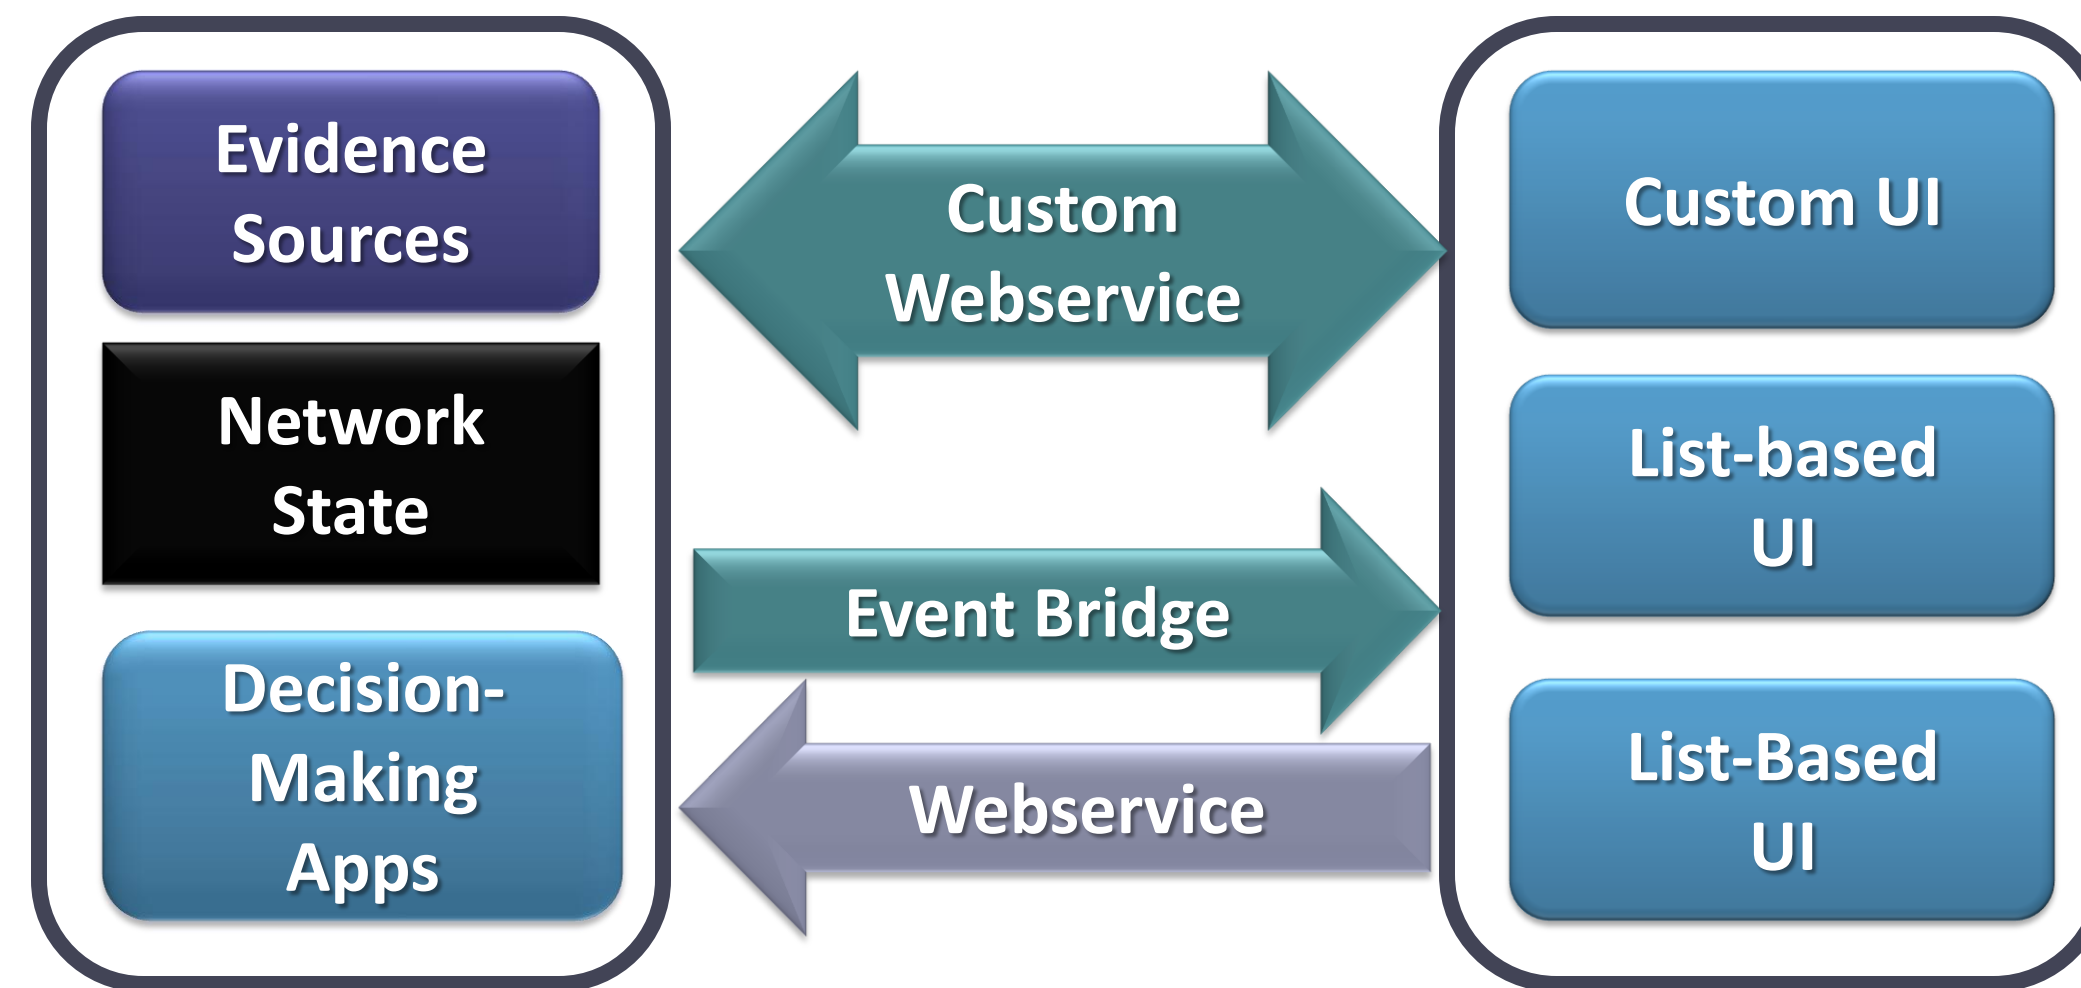 Evidence
Sources
Network
State
Decision-
Making
Apps
Custom
Webservice
Event Bridge
Webservice
Custom UI
List-based
UI
List-Based
UI